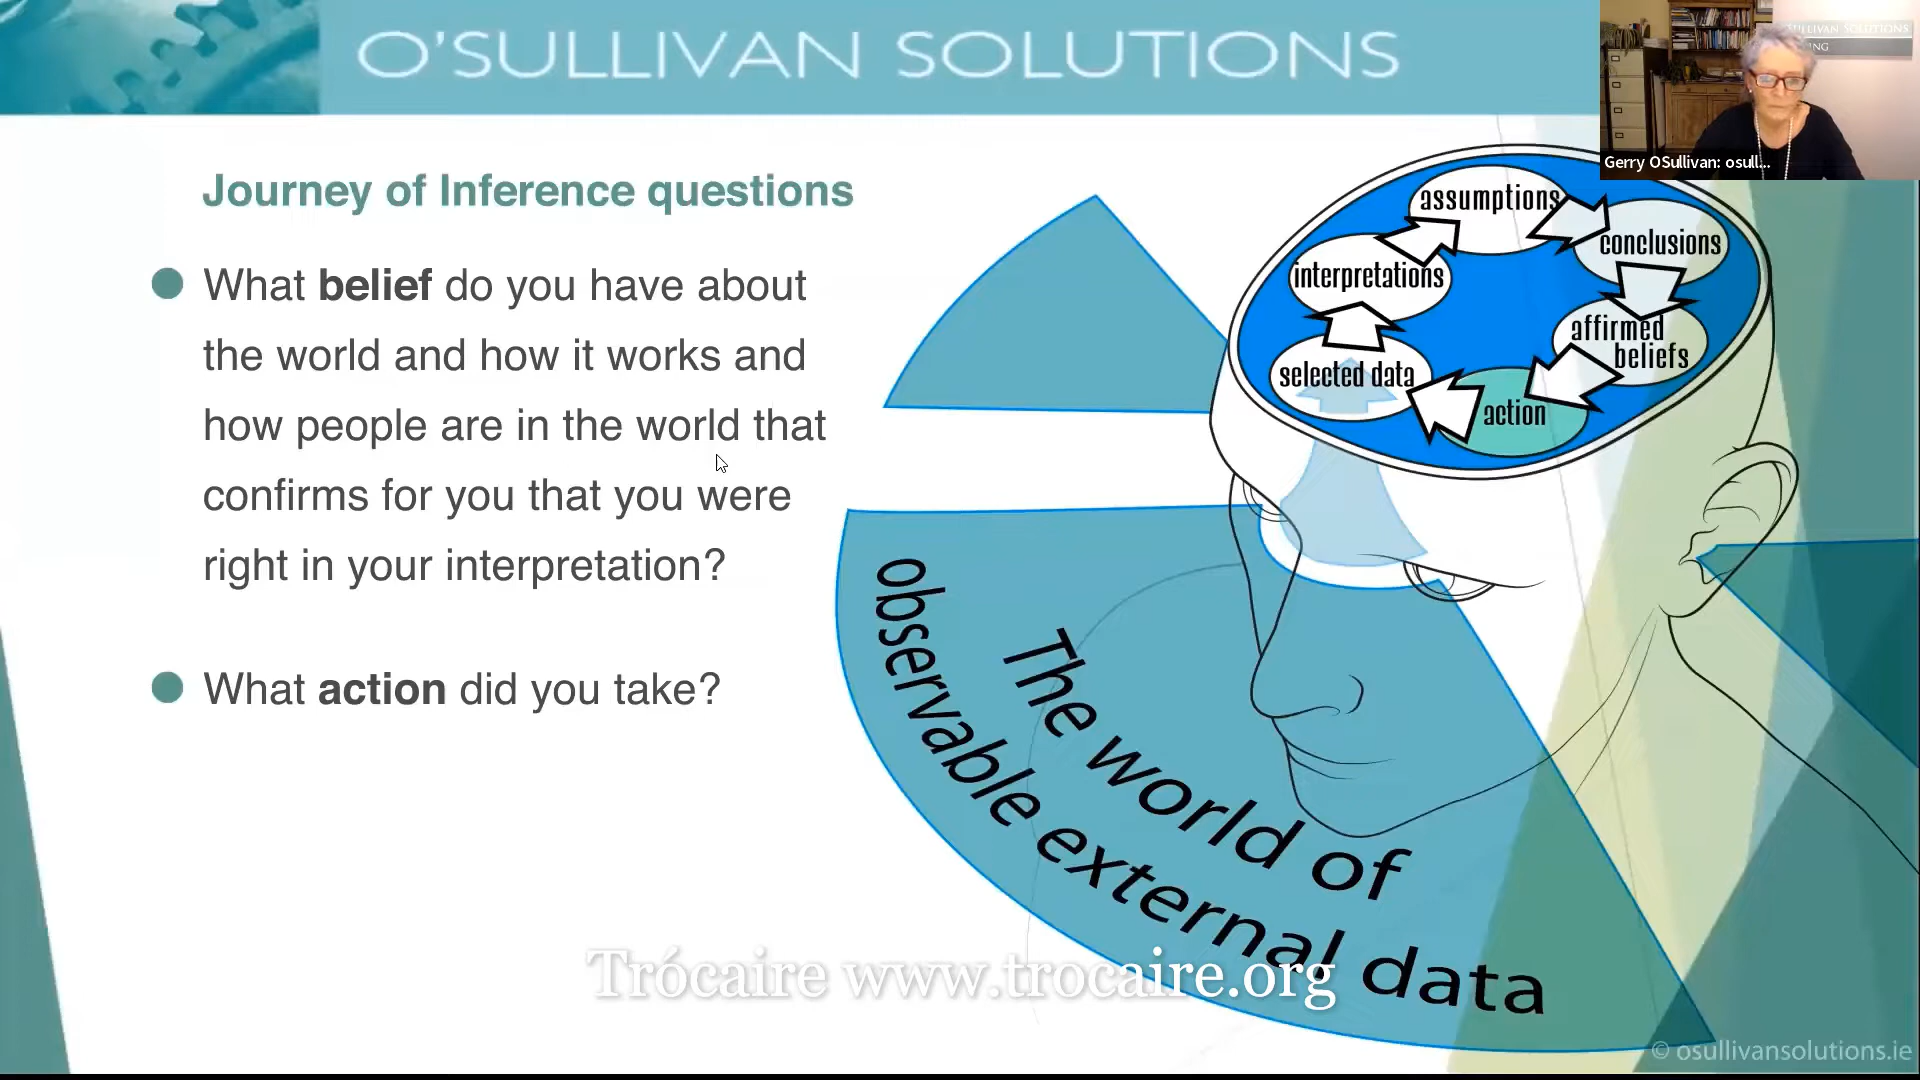 O'SULLIVAN SOLUTIONS
SULLIVAN SOLUTIONS
Gerry OSullivan: osull...
Journey of Inference questions
What belief do you have about
the world and how it works and
how people are in the world that
confirms for you that you were
right in your interpretation?
What action did you take?
assumptions
conclusions
interpretations
affirmed
beliefs
selected data
action
The world of
observable external data
Trócaire www.trocaire.org
© osullivansolutions.ie